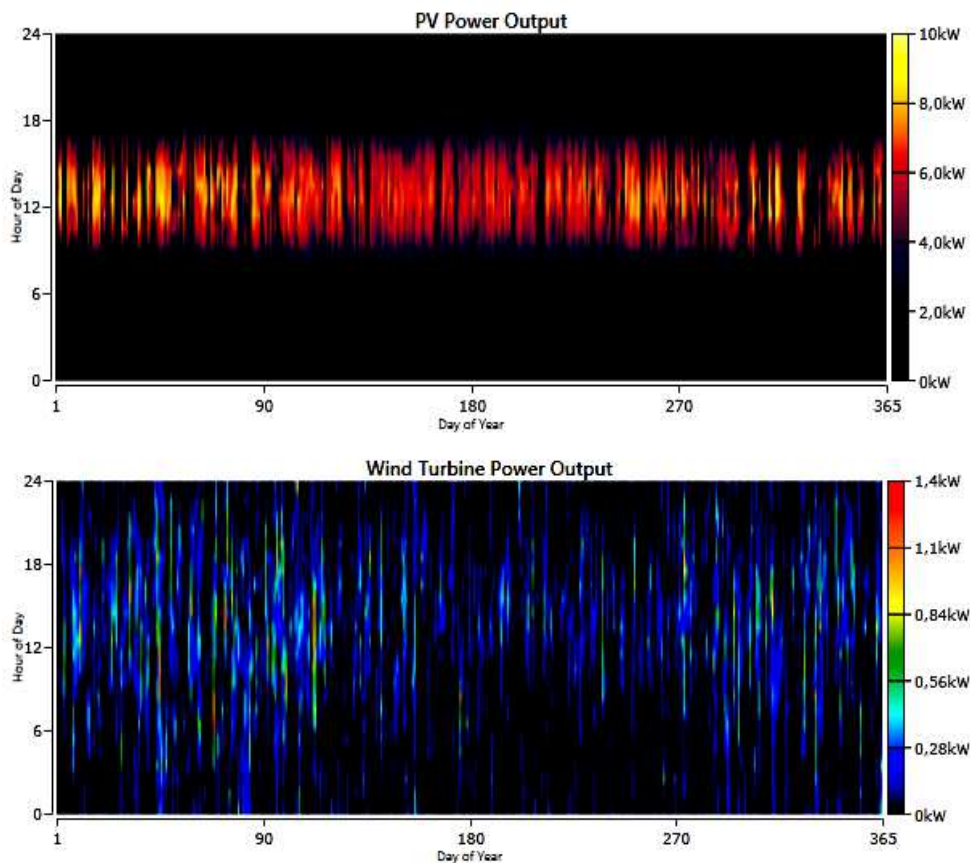 PV Power Output
24
18
12
6
0
Hour of Day
1 90 180 270 365
Day of Year
10kW
8,0kW
6,0kW
4,0kW
2,0kW
0kW
Wind Turbine Power Output
24
18
12
6
0
Hour of Day
1 90 180 270 365
Day of Year
1,4kW
1,1kW
0,84kW
0,56kW
0,28kW
0kW